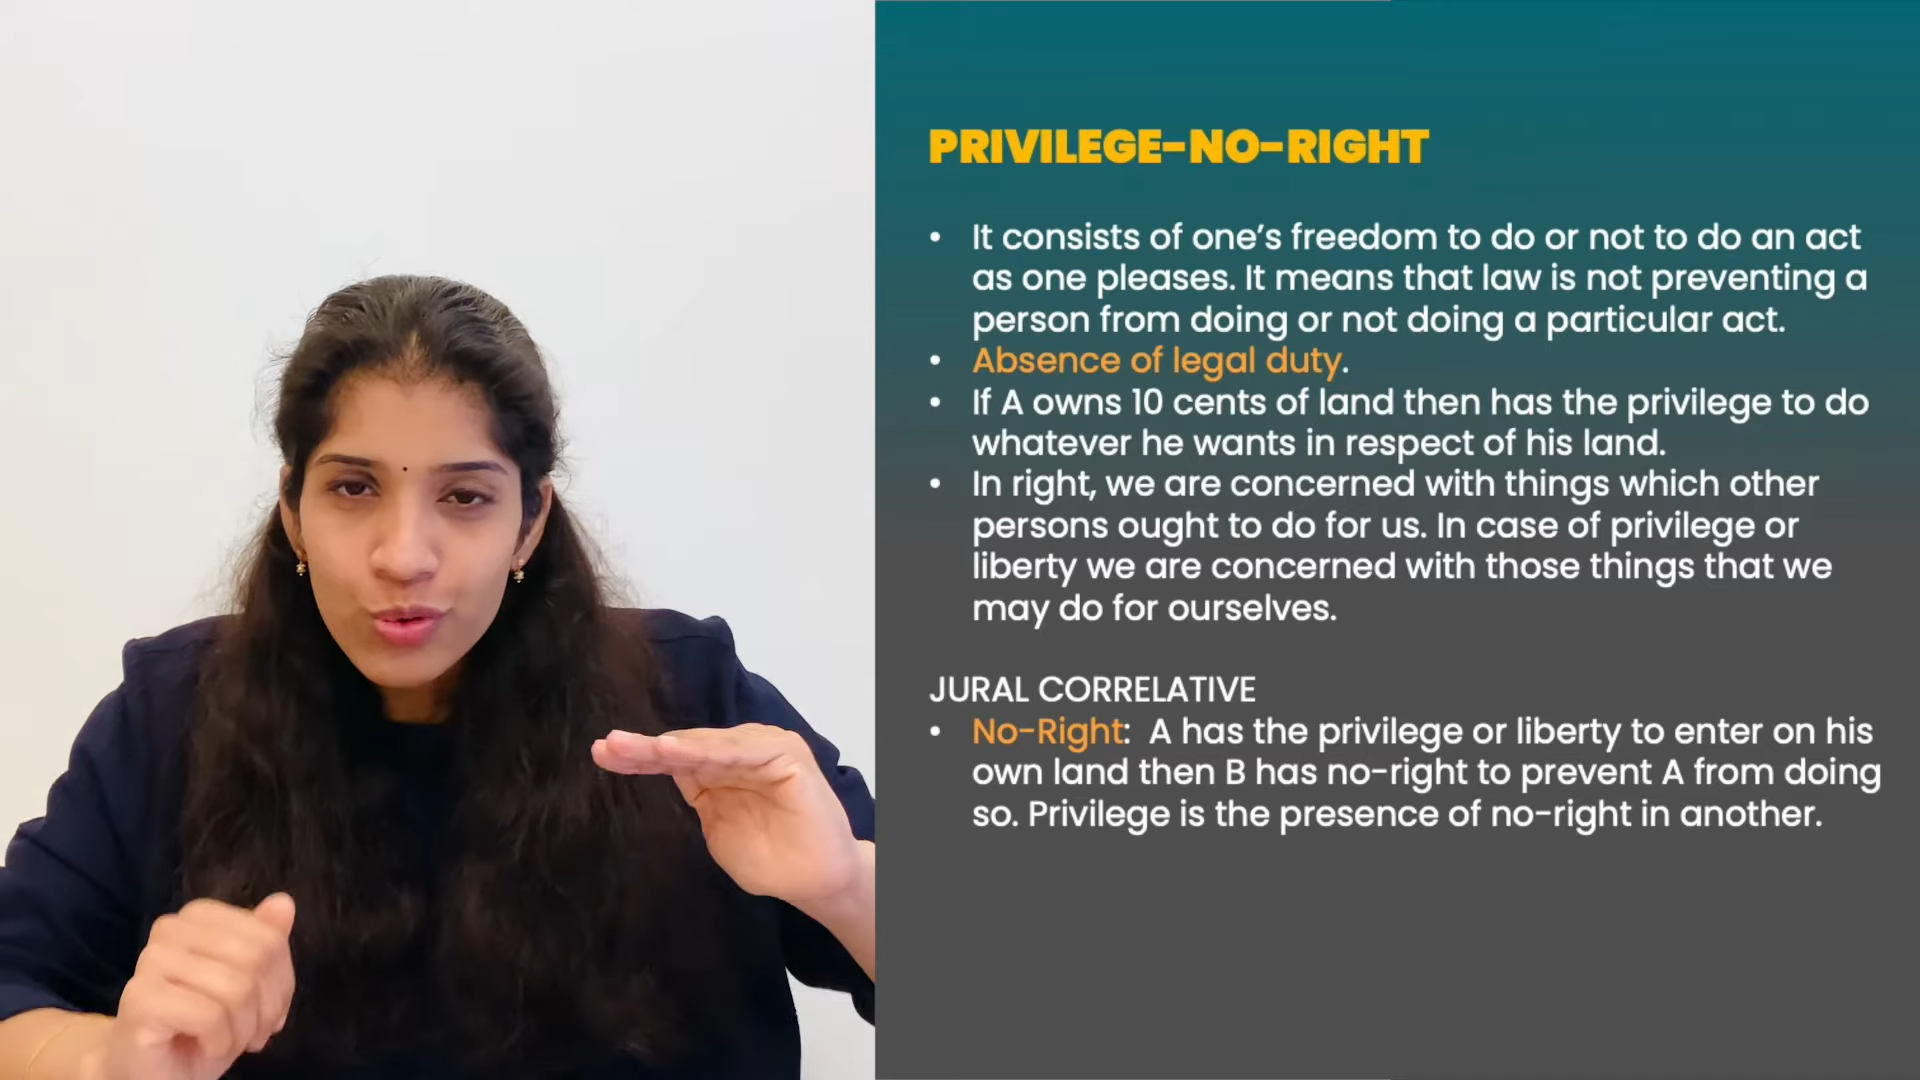 PRIVILEGE-NO-RIGHT
• It consists of one’s freedom to do or not to do an act
as one pleases. It means that law is not preventing a
person from doing or not doing a particular act.
• Absence of legal duty.
• If A owns 10 cents of land then has the privilege to do
whatever he wants in respect of his land.
• In right, we are concerned with things which other
persons ought to do for us. In case of privilege or
liberty we are concerned with those things that we
may do for ourselves.
JURAL CORRELATIVE
• No-Right: A has the privilege or liberty to enter on his
own land then B has no-right to prevent A from doing
so. Privilege is the presence of no-right in another.